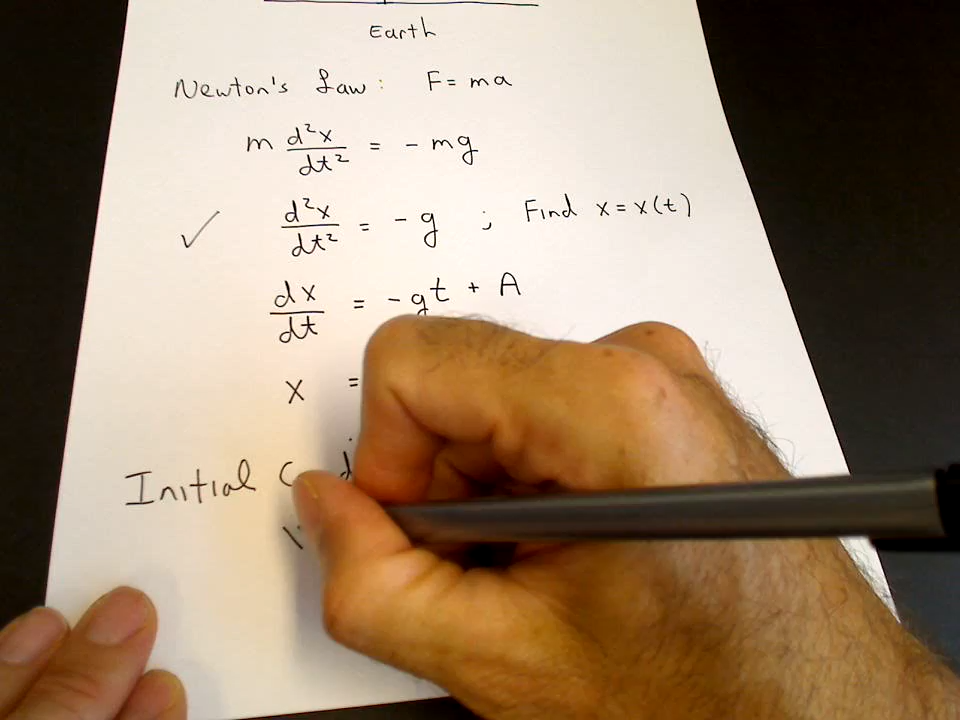 Earth
Newton's Law: F = ma
m d²x/dt² = - mg
✓ d²x/dt² = - g ; Find x = x(t)
dx/dt = - gt + A
x =
Initial